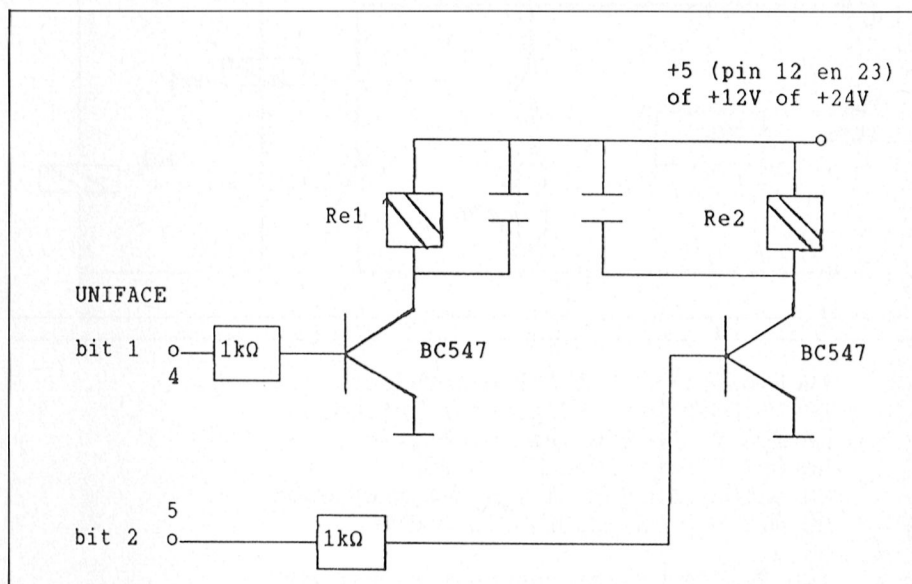 +5 (pin 12 en 23)
of +12V of +24V
Re1
Re2
UNIFACE
bit 1
1kΩ
BC547
BC547
4
5
bit 2
1kΩ